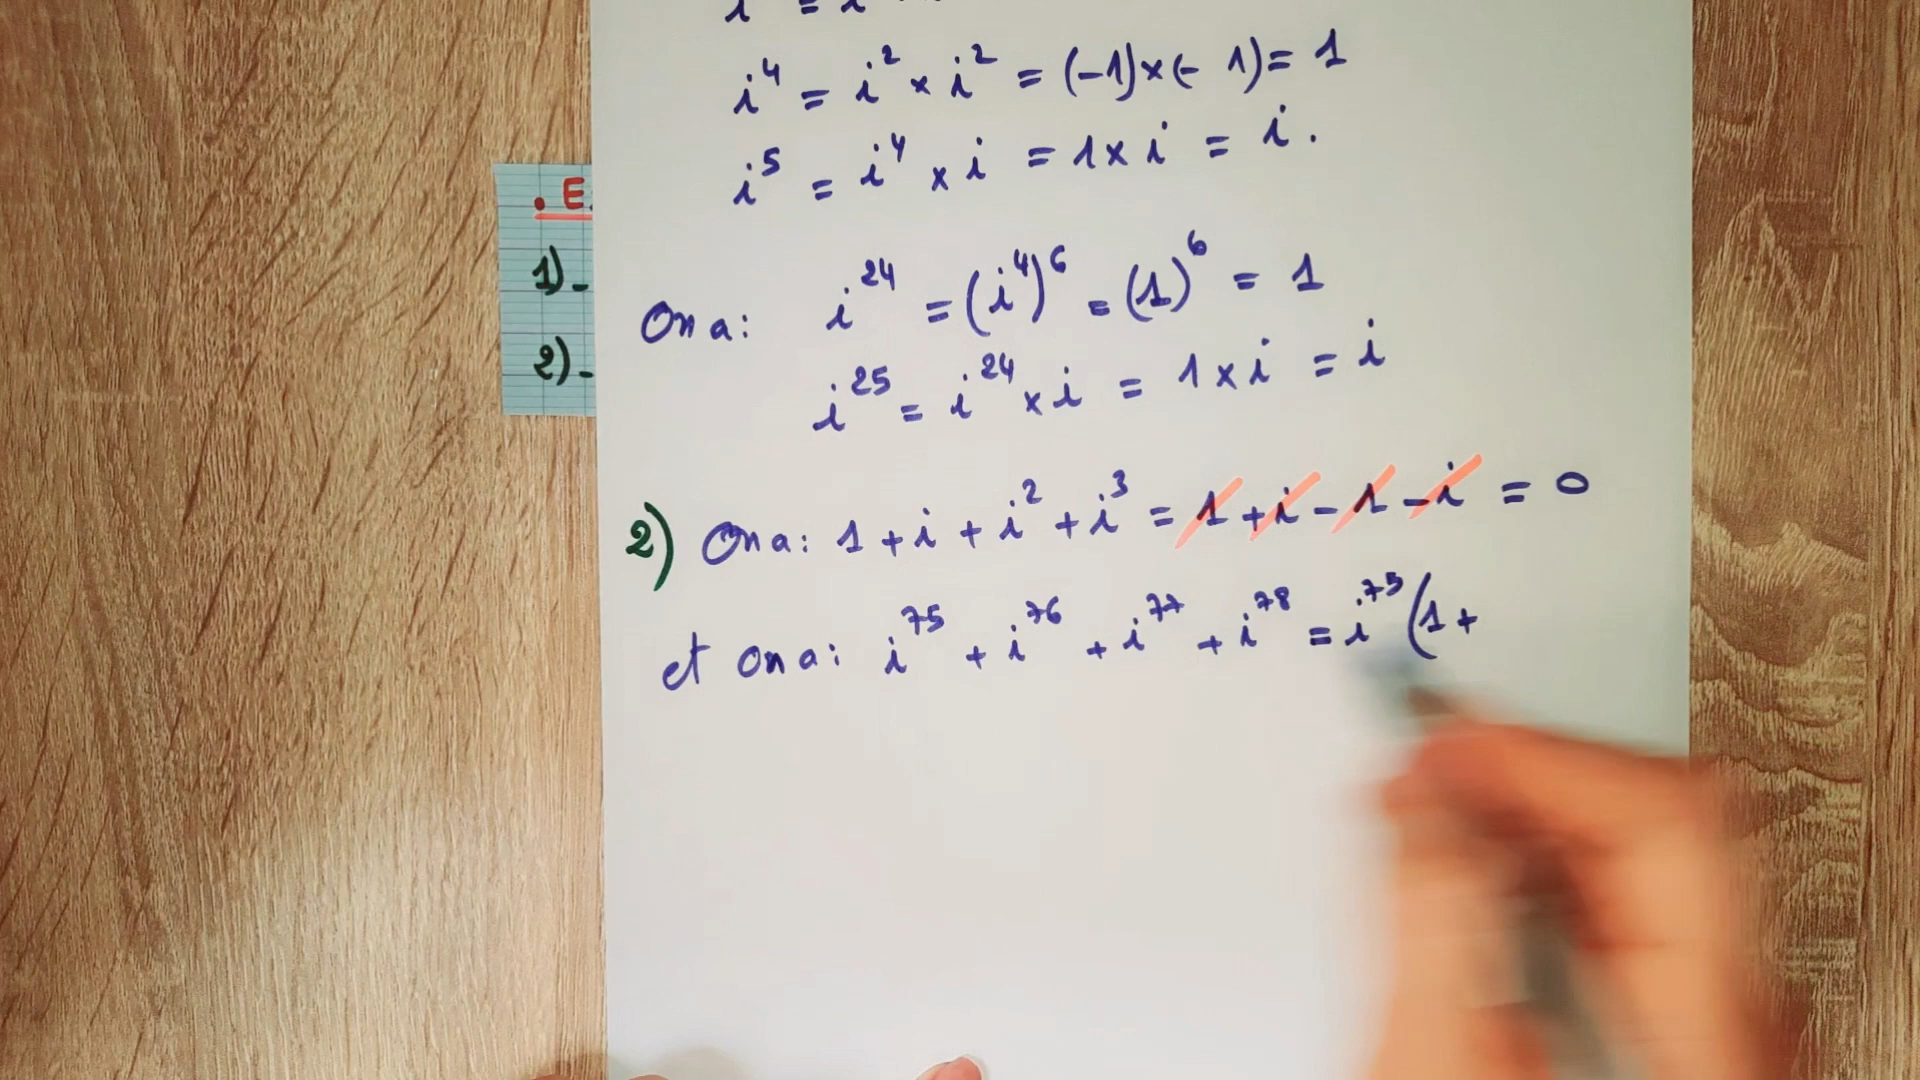 i⁴ = i² × i² = (-1)×(- 1)= 1
i⁵ = i⁴ × i = 1 × i = i .
. E
1)-
2)-
On a: i²⁴ = (i⁴)⁶ = (1)⁶ = 1
i²⁵ = i²⁴ × i = 1 × i = i
2) On a: 1 + i + i² + i³ = 1 + i - 1 - i = 0
et on a: i⁷⁵ + i⁷⁶ + i⁷⁷ + i⁷⁸ = i⁷⁵ (1 +